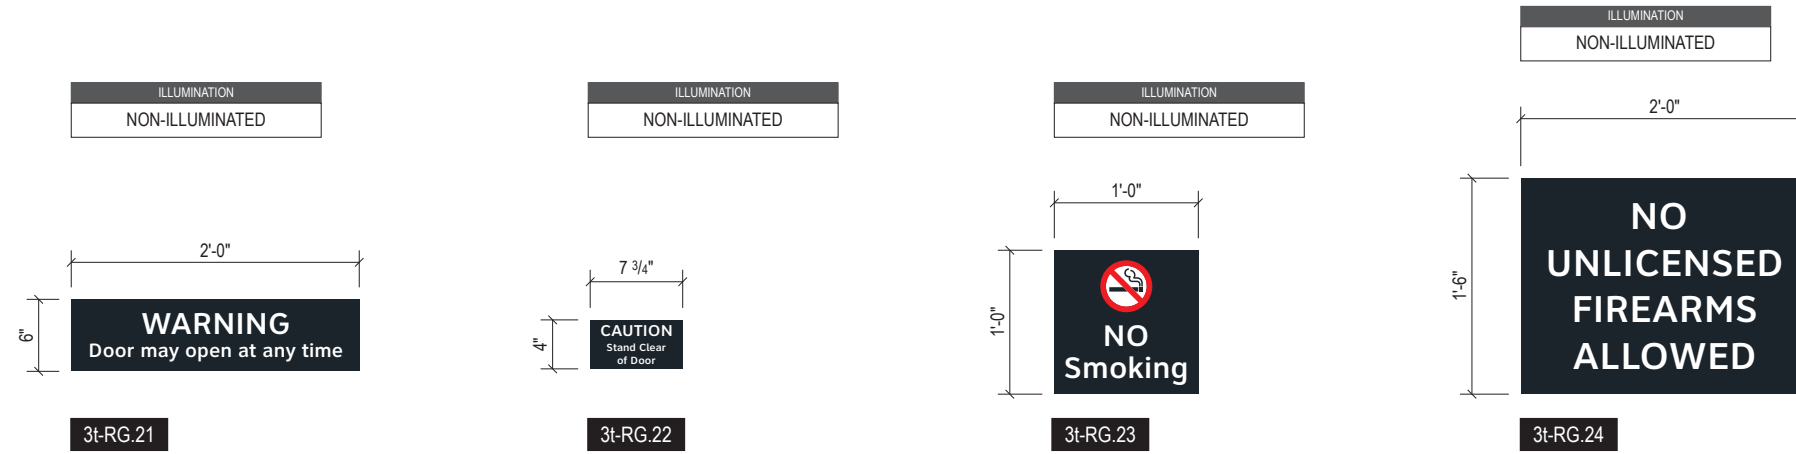 ILLUMINATION
NON-ILLUMINATED
2'-0"
6"
WARNING
Door may open at any time
3t-RG.21
ILLUMINATION
NON-ILLUMINATED
7 3/4"
4"
CAUTION
Stand Clear
of Door
3t-RG.22
ILLUMINATION
NON-ILLUMINATED
1'-0"
1'-0"
NO
Smoking
3t-RG.23
ILLUMINATION
NON-ILLUMINATED
2'-0"
1'-6"
NO
UNLICENSED
FIREARMS
ALLOWED
3t-RG.24